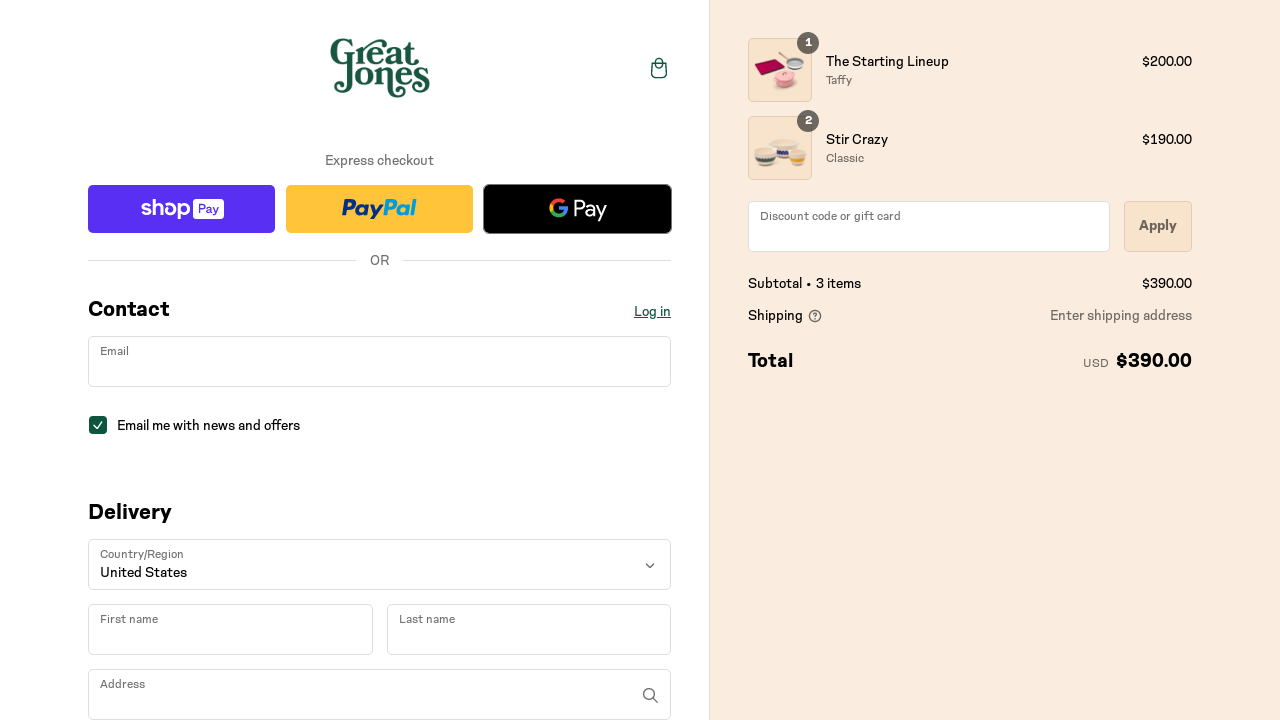 Great
Jones
Express checkout
shop Pay
PayPal
G Pay
OR
Contact
Log in
Email
Email me with news and offers
Delivery
Country/Region
United States
First name
Last name
Address
1
The Starting Lineup
$200.00
Taffy
2
Stir Crazy
$190.00
Classic
Discount code or gift card
Apply
Subtotal • 3 items
$390.00
Shipping
Enter shipping address
Total
USD $390.00